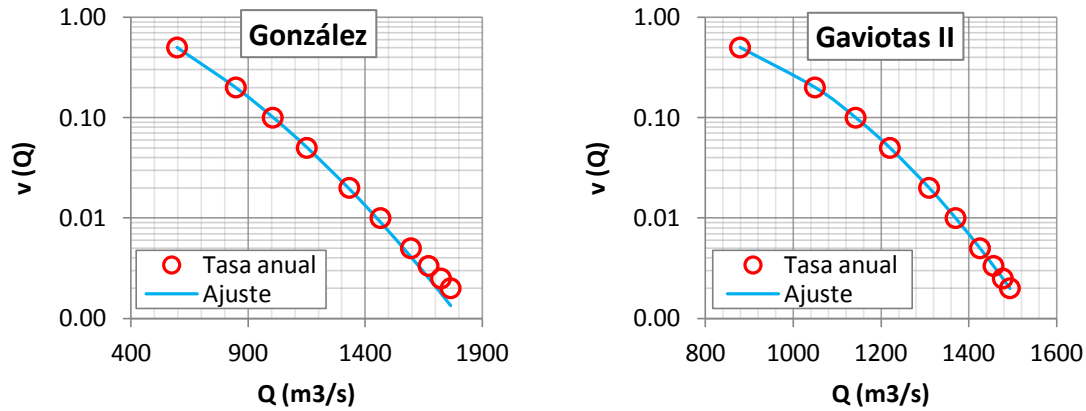 González
1.00
0.10
0.01
0.00
v (Q)
Tasa anual
Ajuste
400
900
1400
1900
Q (m3/s)
Gaviotas II
1.00
0.10
0.01
0.00
v (Q)
Tasa anual
Ajuste
800
1000
1200
1400
1600
Q (m3/s)